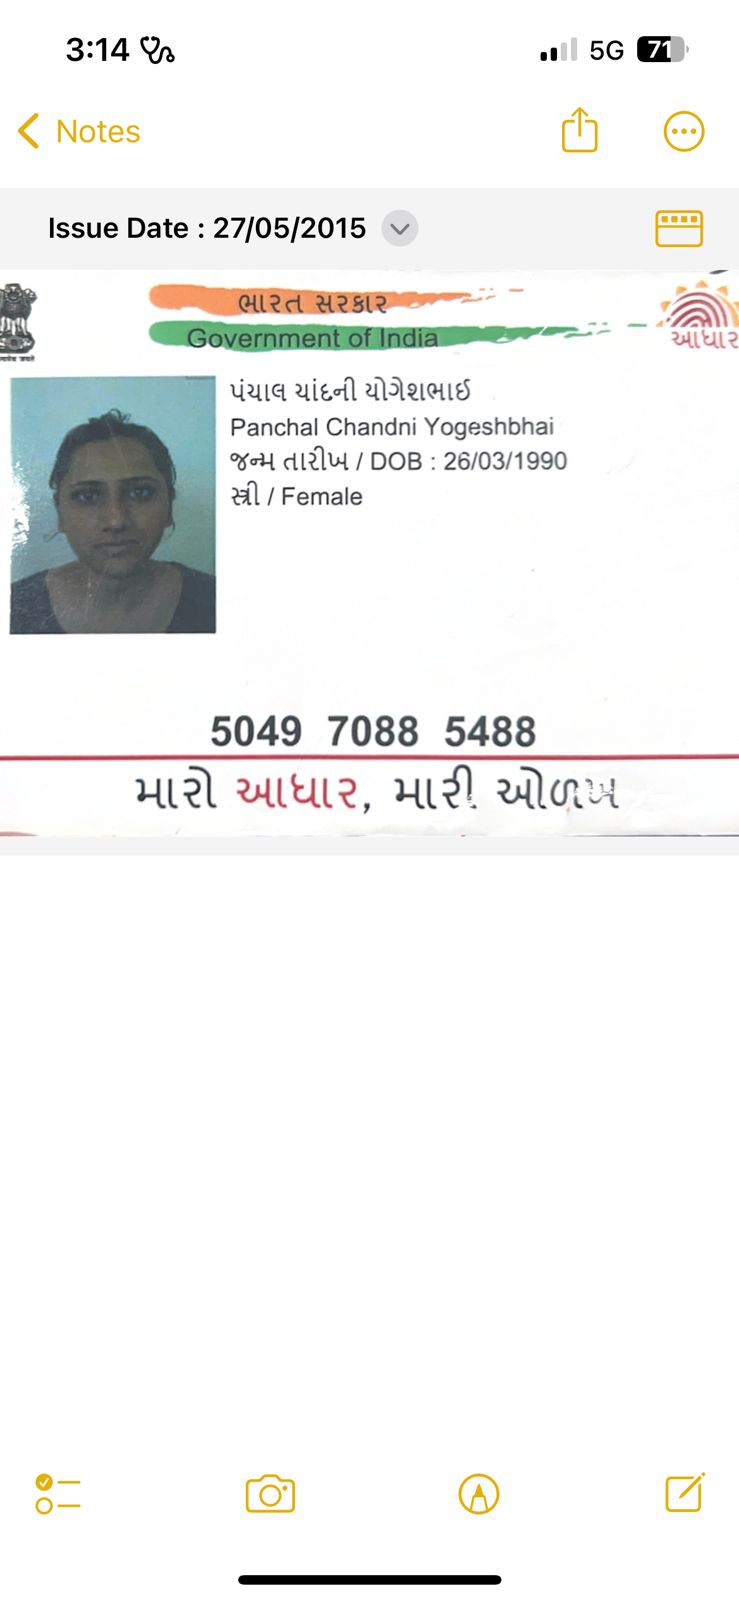 3:14
5G 71
Notes
Issue Date : 27/05/2015
ભારત સરકાર
Government of India
આધાર
પંચાલ ચાંદની યોગેશભાઈ
Panchal Chandni Yogeshbhai
જન્મ તારીખ / DOB : 26/03/1990
સ્ત્રી / Female
5049 7088 5488
મારો આધાર, મારી ઓળખ